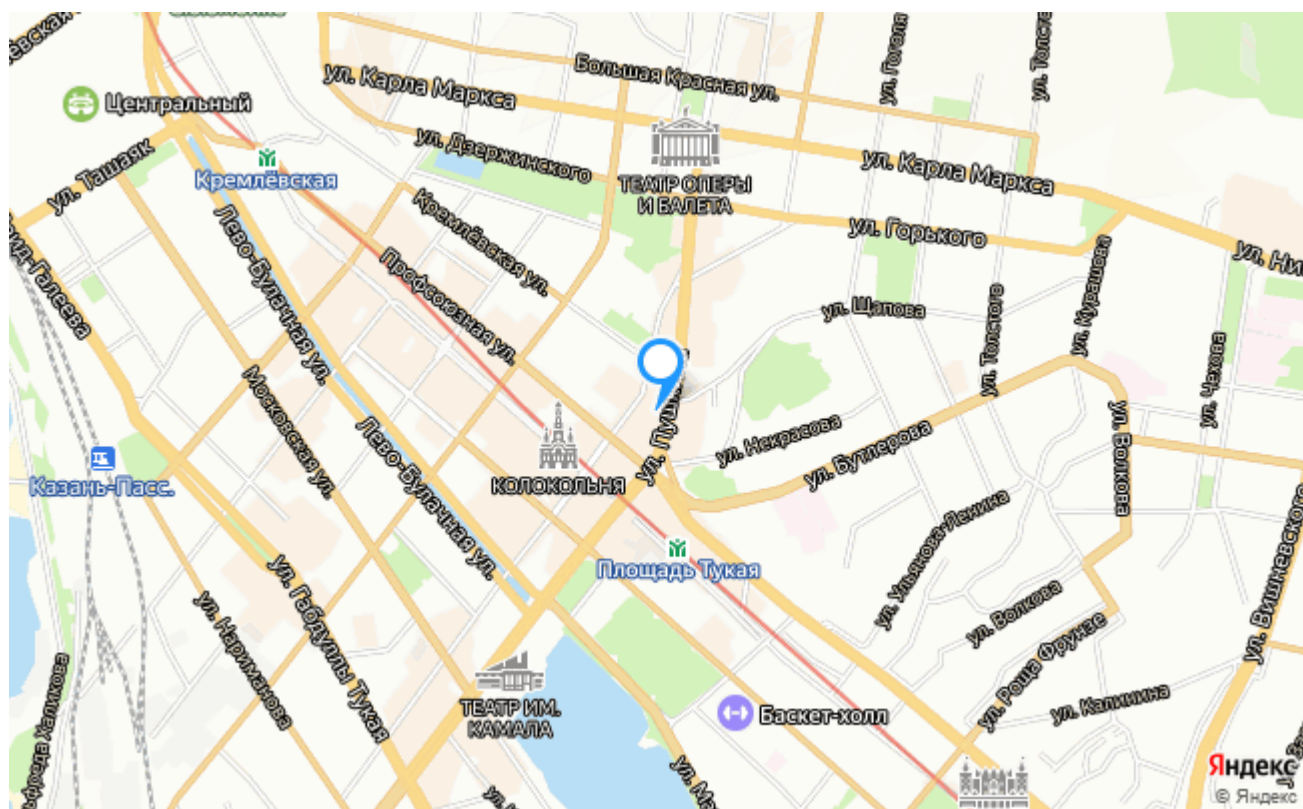 ул. Карла Маркса
Большая Красная ул.
ул. Гоголя
ул. Толстого
Центральный
ул. Дзержинского
ул. Карла Маркса
ул. Ташаяк
Кремлёвская
ТЕАТР ОПЕРЫ
И БАЛЕТА
Кремлёвская ул.
ул. Горького
Лево-Булачная ул.
Профсоюзная ул.
ул. Щапова
ул. Толстого
ул. Курашова
ул. Чехова
Московская ул.
Лево-Булачная ул.
КОЛОКОЛЬНЯ
ул. Некрасова
ул. Бутлерова
ул. Волкова
Казань-Пасс.
Площадь Тукая
ул. Ульянова-Ленина
ул. Волкова
ул. Вишневского
ул. Габдуллы Тукая
ул. Нариманова
ТЕАТР ИМ.
КАМАЛА
Баскет-холл
ул. Роща Фрунзе
ул. Калинина
Яндекс
© Яндекс